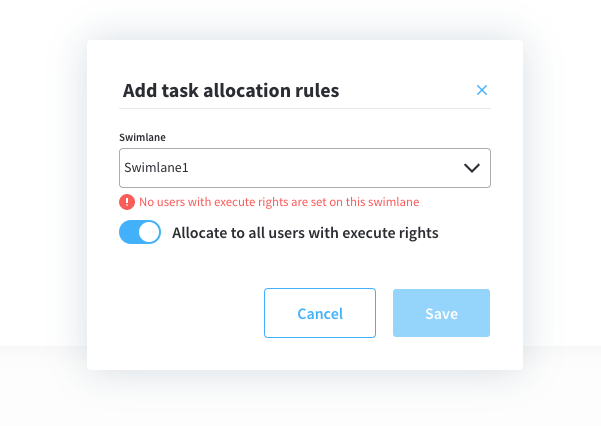 Add task allocation rules
Swimlane
Swimlane1
No users with execute rights are set on this swimlane
Allocate to all users with execute rights
Cancel Save